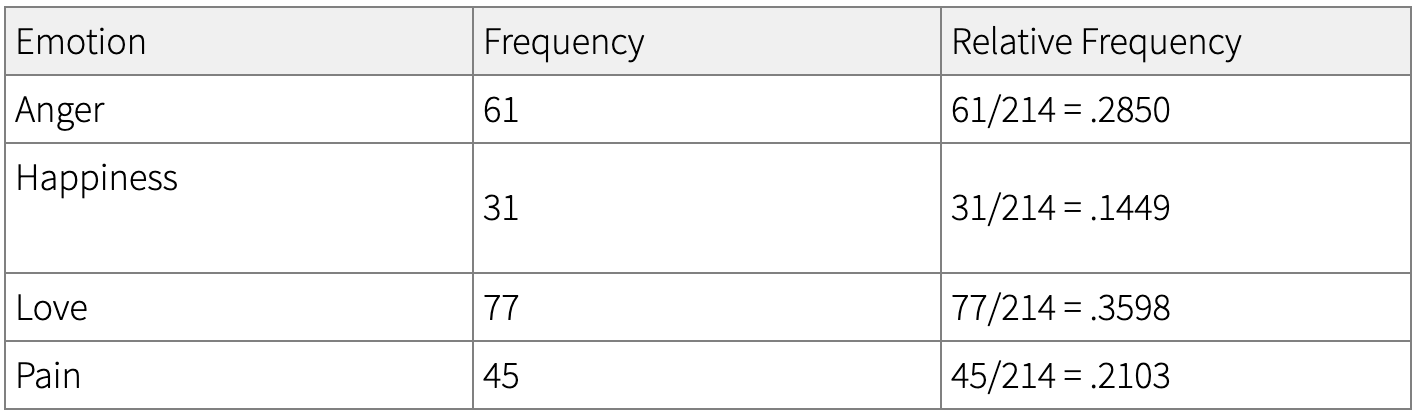 Emotion Frequency Relative Frequency
Anger 61 61/214 = .2850
Happiness 31 31/214 = .1449
Love 77 77/214 = .3598
Pain 45 45/214 = .2103